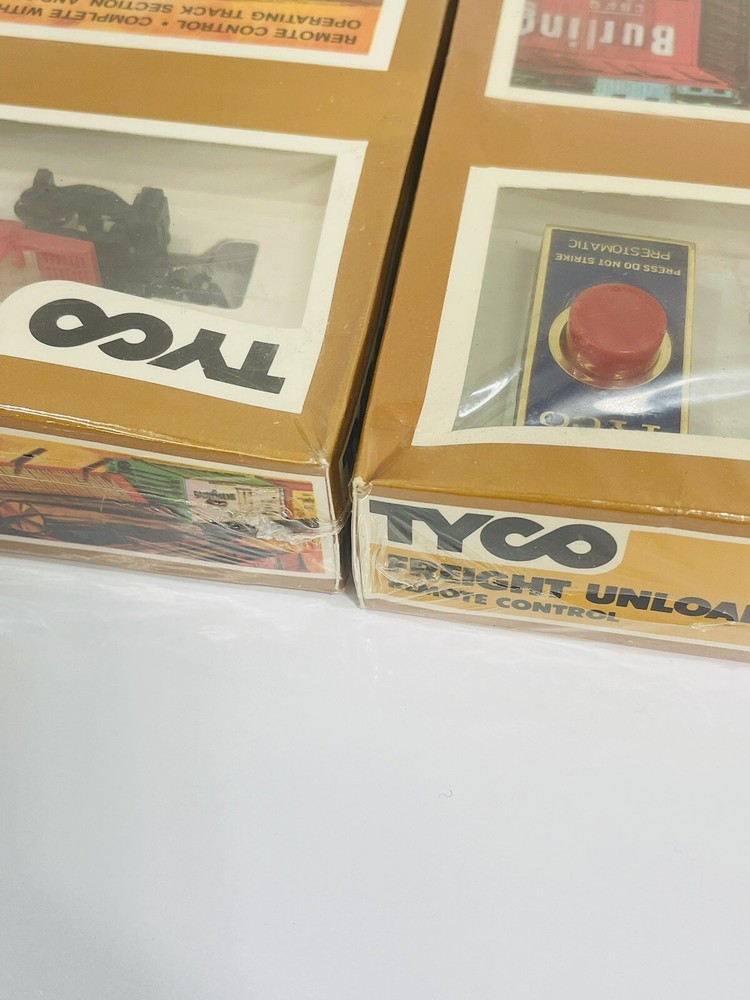 REMOTE CONTROL • COMPLETE WITH
OPERATING TRACK SECTION AND
TYCO
Burling
PRESTOMATIC
PRESS DO NOT STRIKE
TYCO
TYCO
FREIGHT UNLOA
REMOTE CONTROL